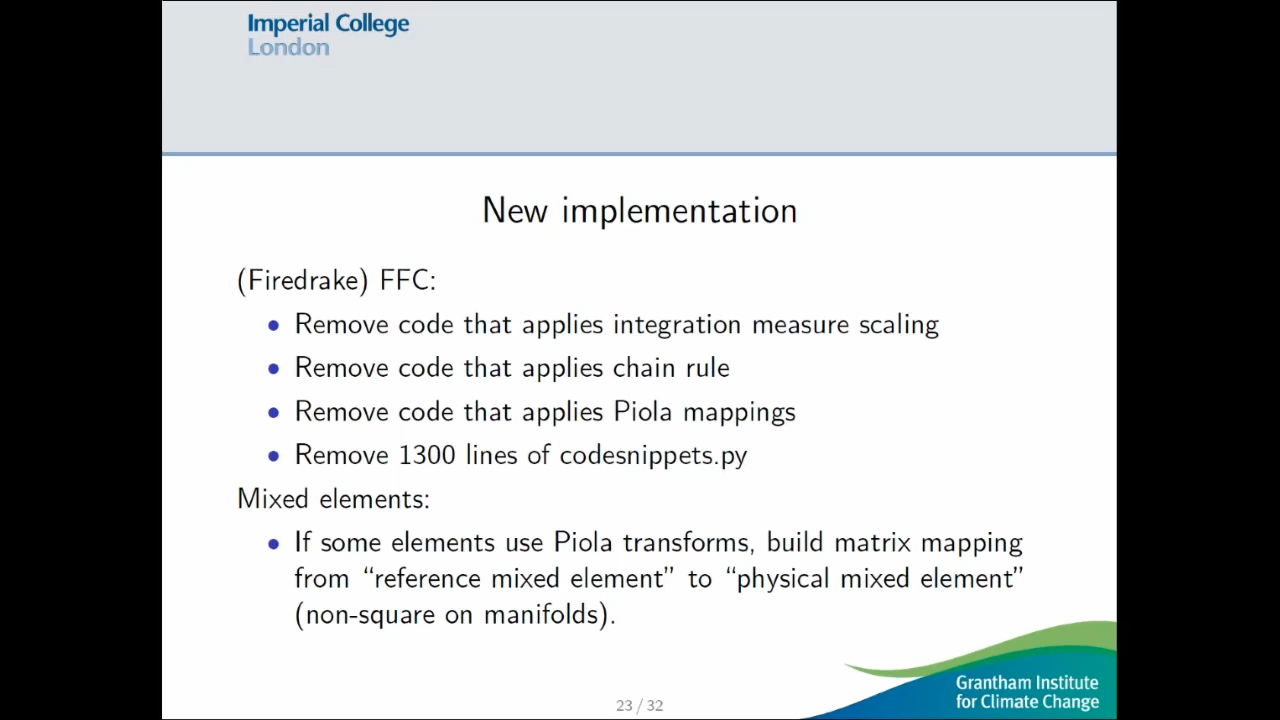 Imperial College
London
New implementation
(Firedrake) FFC:
• Remove code that applies integration measure scaling
• Remove code that applies chain rule
• Remove code that applies Piola mappings
• Remove 1300 lines of codesnippets.py
Mixed elements:
• If some elements use Piola transforms, build matrix mapping
from “reference mixed element” to “physical mixed element”
(non-square on manifolds).
Grantham Institute
for Climate Change
23 / 32